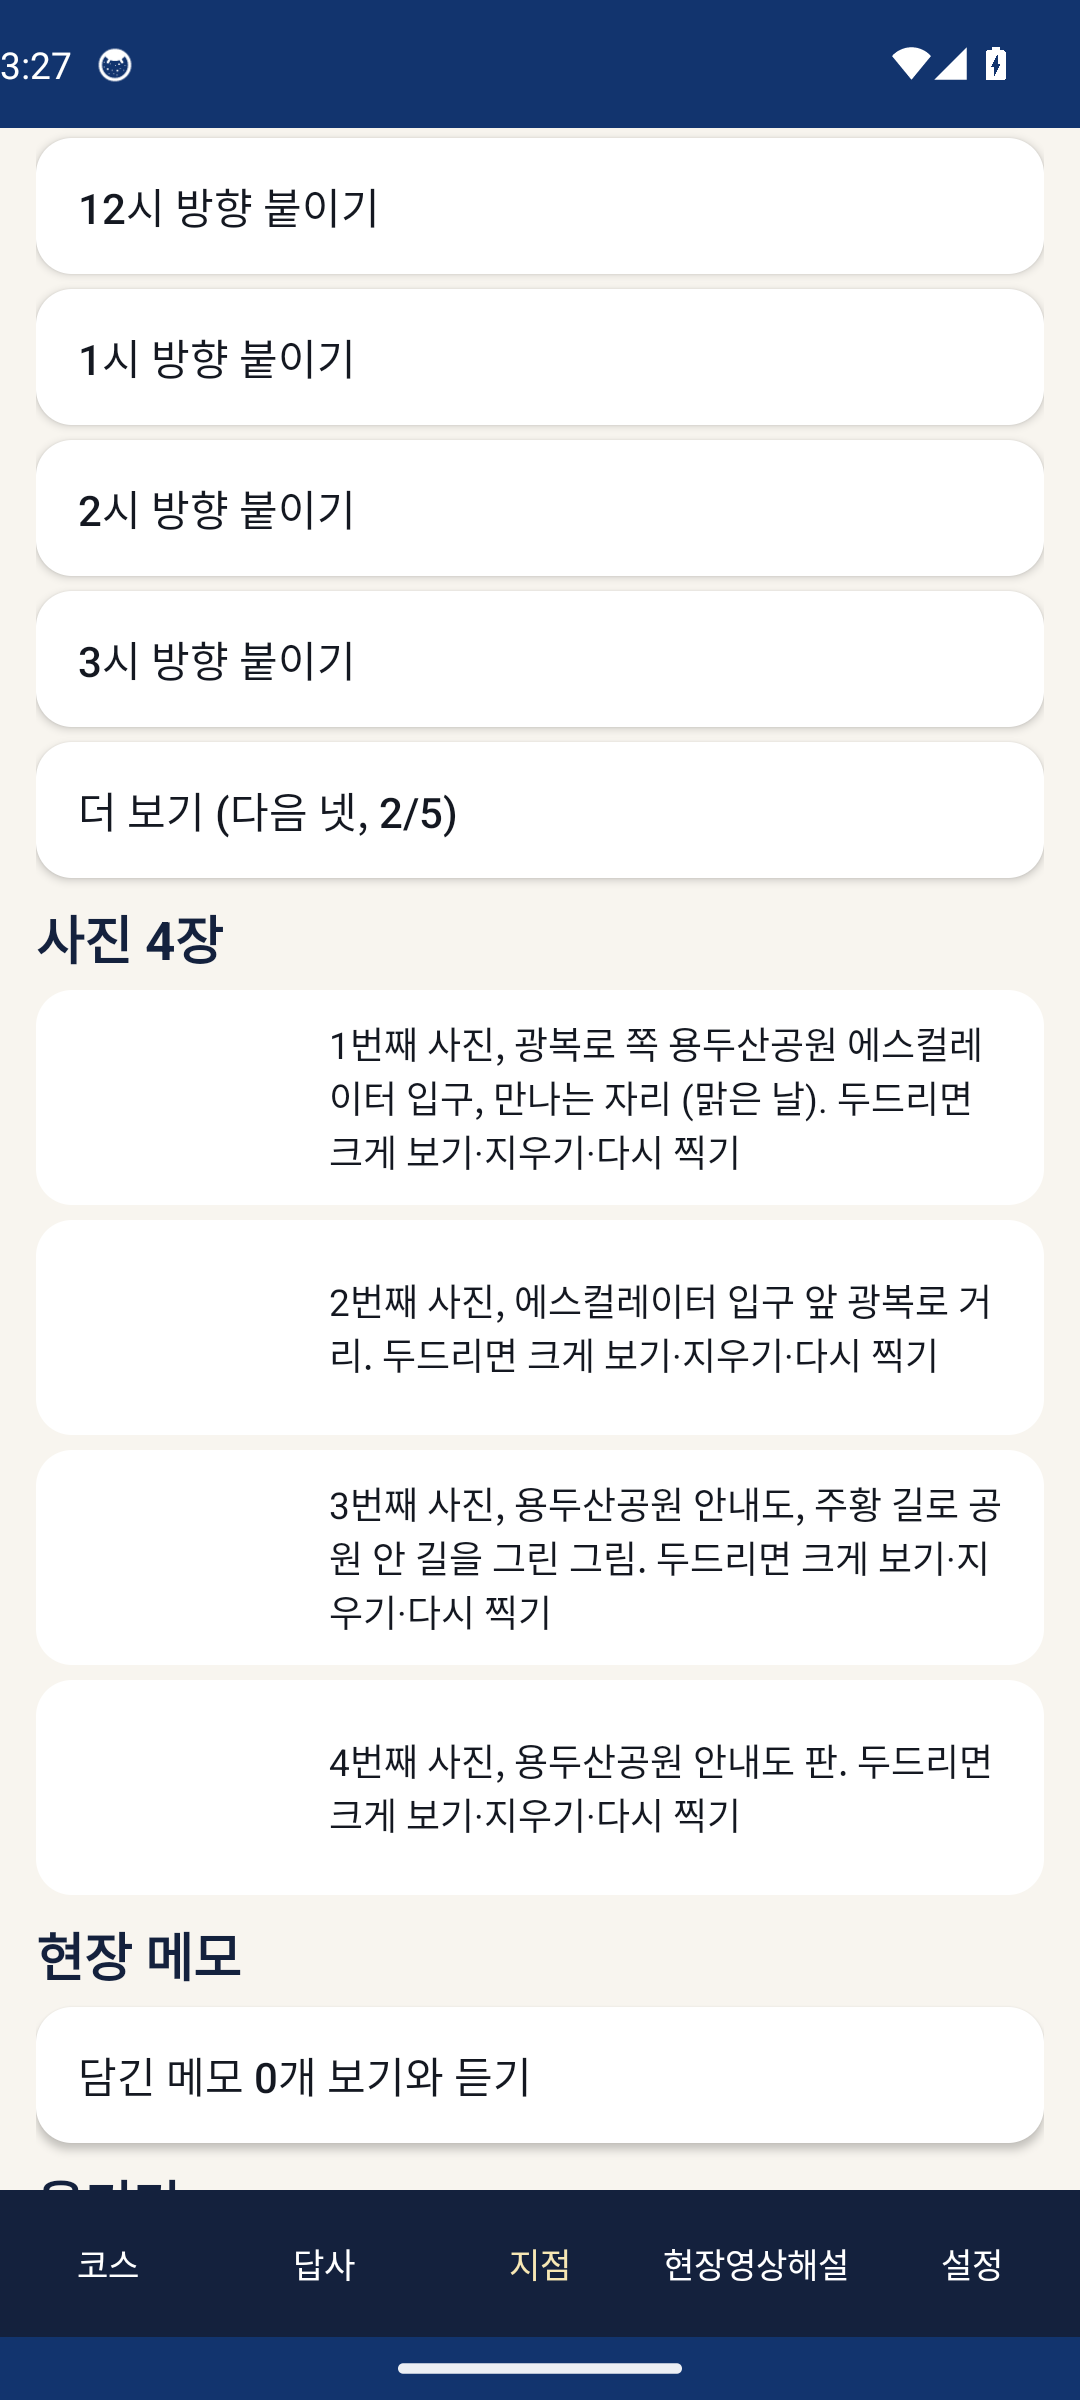 3:27
12시 방향 붙이기
1시 방향 붙이기
2시 방향 붙이기
3시 방향 붙이기
더 보기 (다음 넷, 2/5)
사진 4장
1번째 사진, 광복로 쪽 용두산공원 에스컬레
이터 입구, 만나는 자리 (맑은 날). 두드리면
크게 보기·지우기·다시 찍기
2번째 사진, 에스컬레이터 입구 앞 광복로 거
리. 두드리면 크게 보기·지우기·다시 찍기
3번째 사진, 용두산공원 안내도, 주황 길로 공
원 안 길을 그린 그림. 두드리면 크게 보기·지
우기·다시 찍기
4번째 사진, 용두산공원 안내도 판. 두드리면
크게 보기·지우기·다시 찍기
현장 메모
담긴 메모 0개 보기와 듣기
코스 답사 지점 현장영상해설 설정